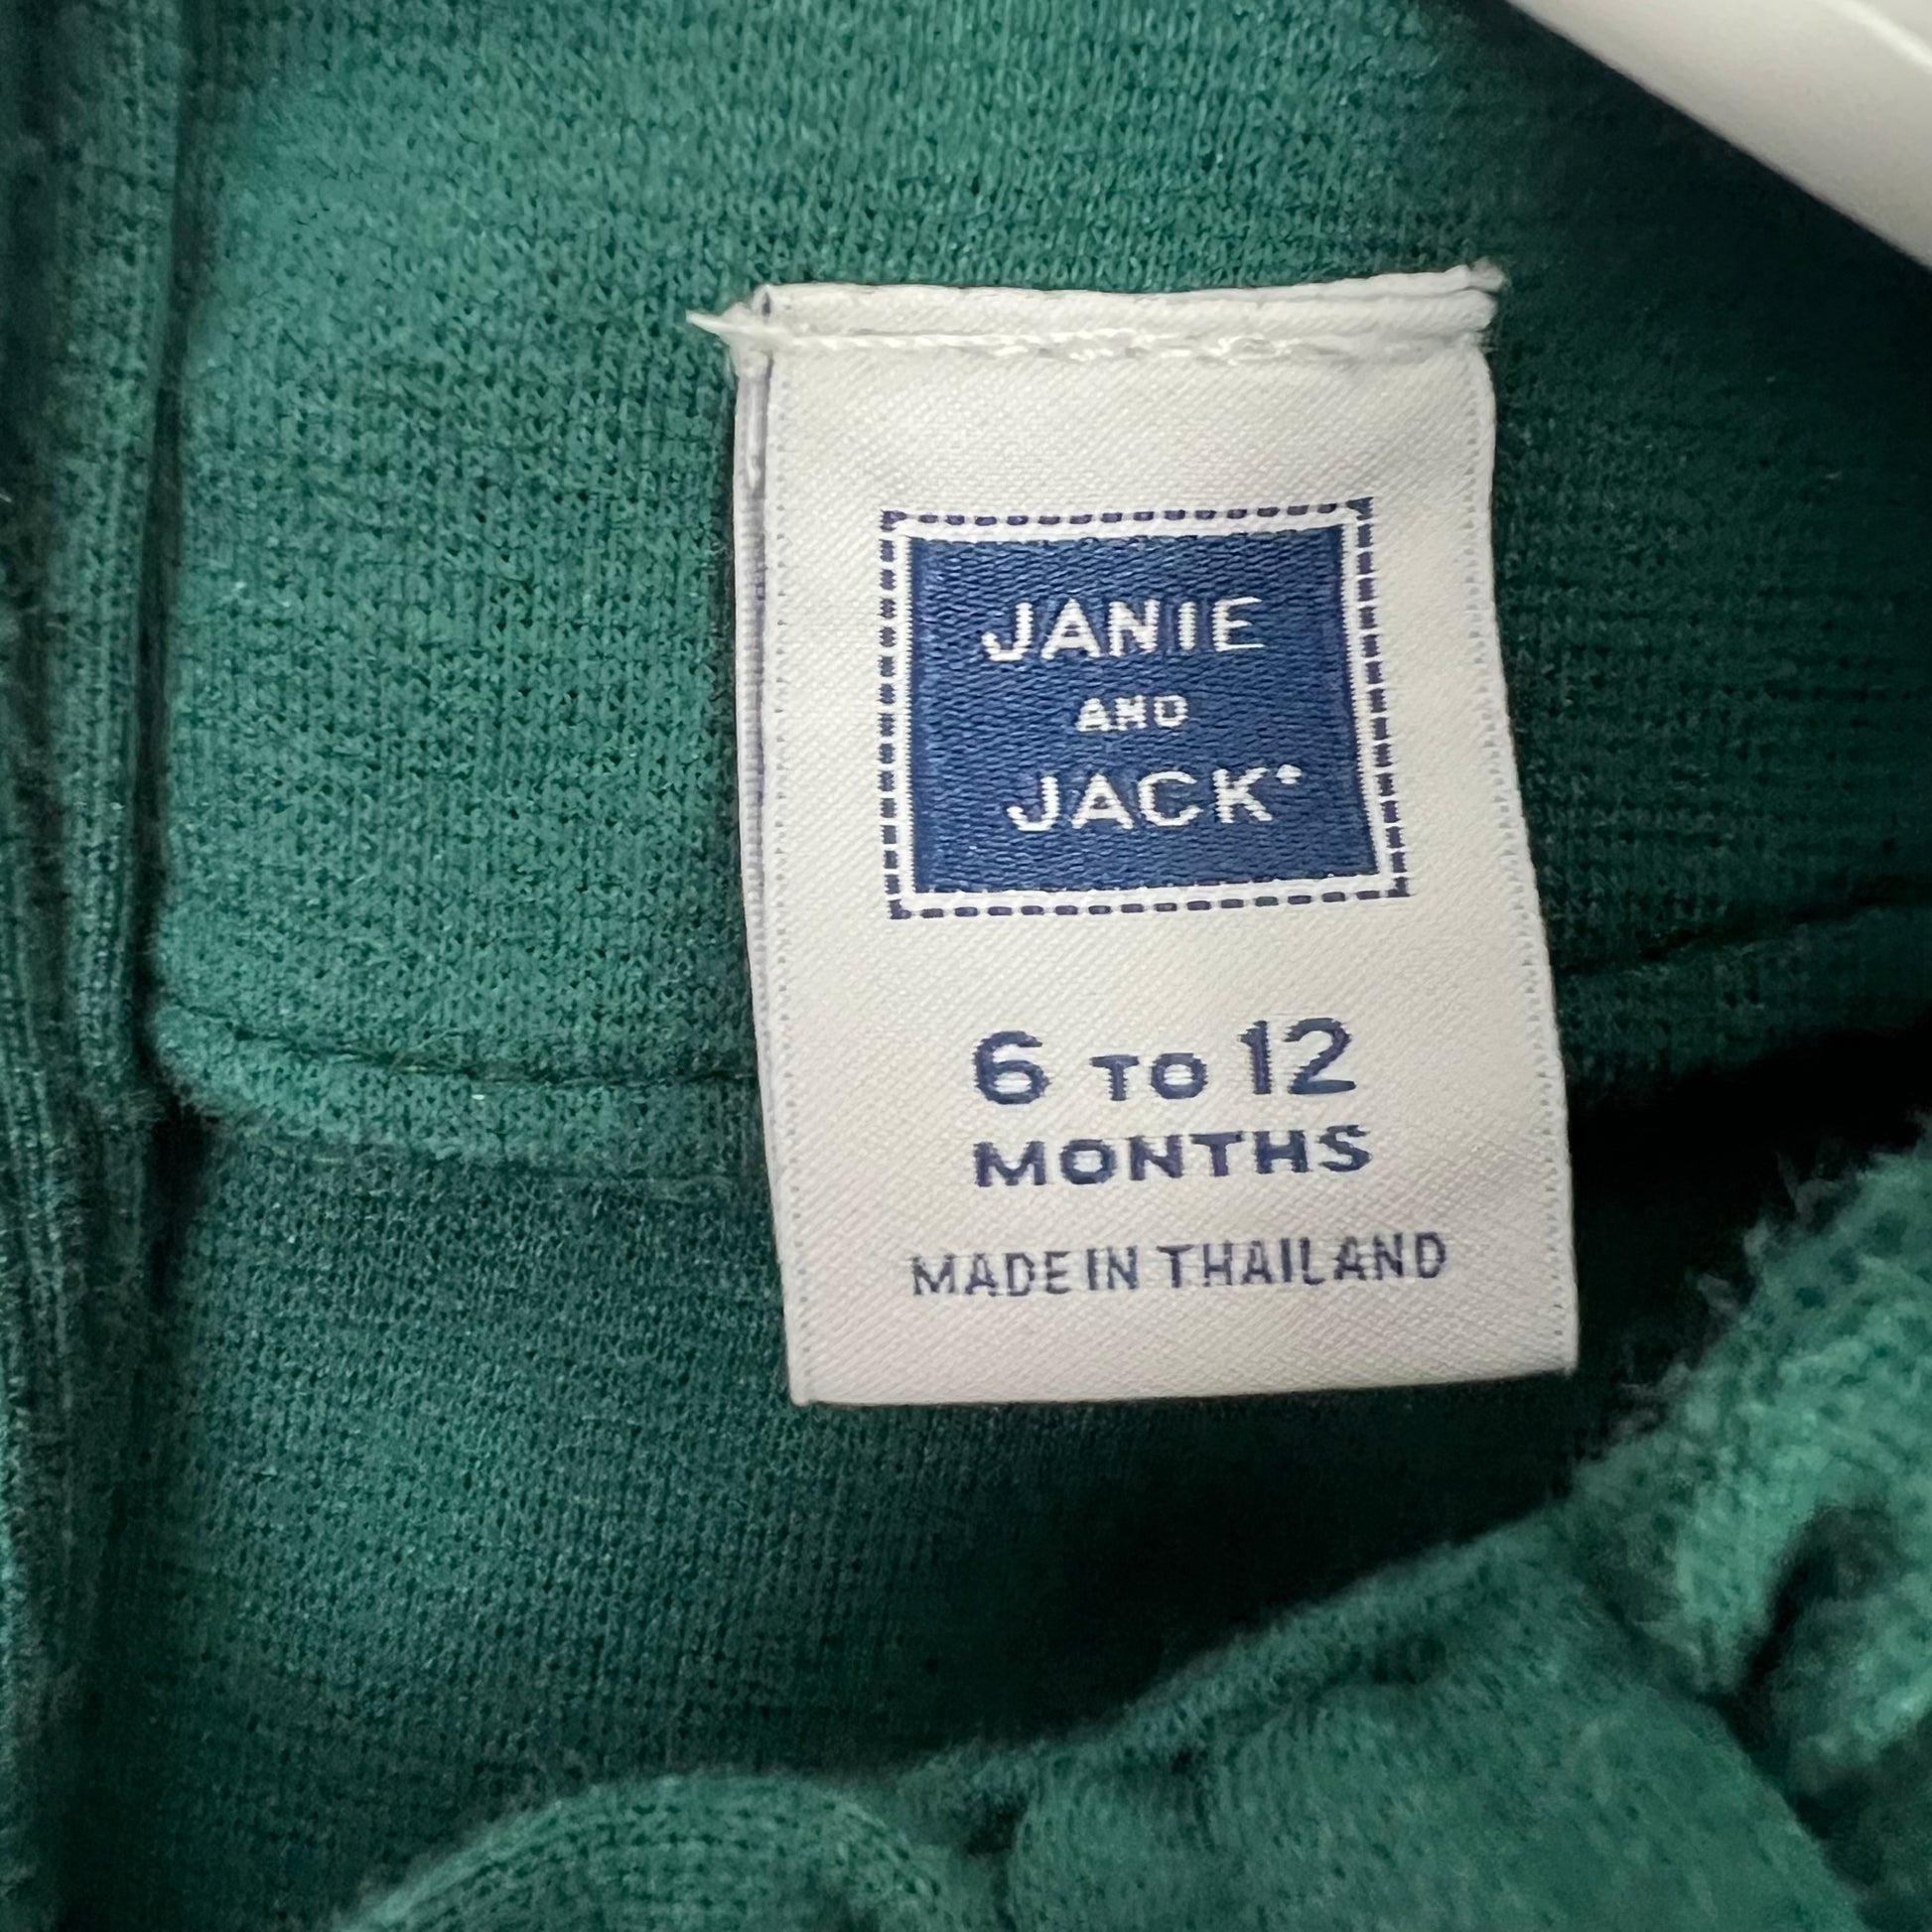 JANIE
AND
JACK
6 TO 12
MONTHS
MADE IN THAILAND